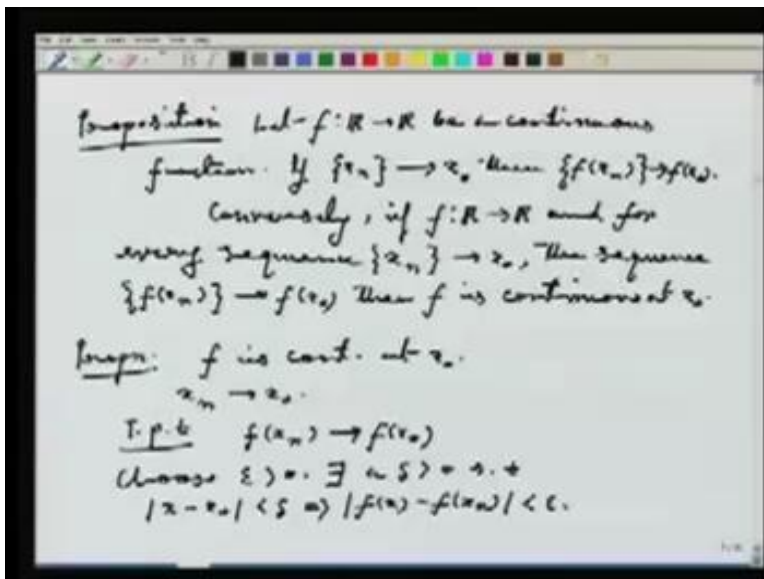 Proposition Let f : ℝ → ℝ be a continuous
function. If {xₙ} → x₀ then {f(xₙ)} → f(x₀).
Conversely, if f : ℝ → ℝ and for
every sequence {xₙ} → x₀, the sequence
{f(xₙ)} → f(x₀) then f is continuous at x₀.
f is cont. at x₀.
xₙ → x₀.
T.p.t f(xₙ) → f(x₀)
Choose ε > 0. ∃ a δ > 0 s.t
|x - x₀| < δ ⇒ |f(x) - f(x₀)| < ε.